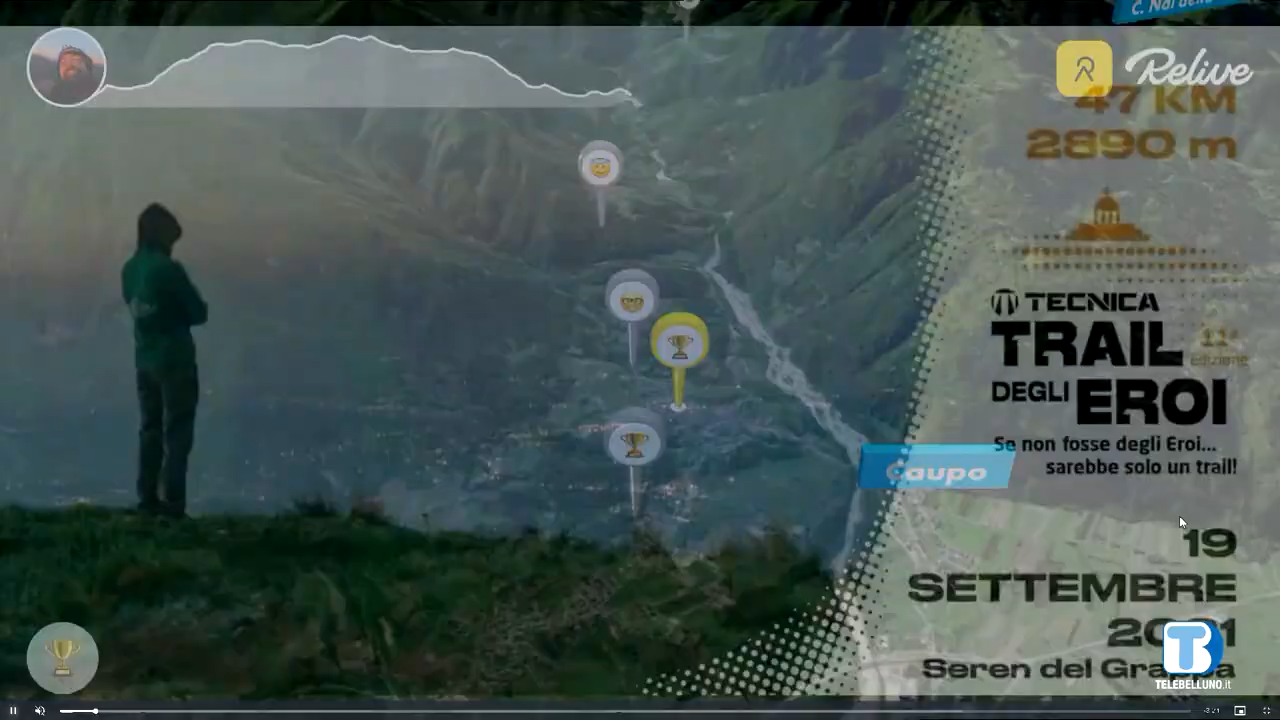 C. Nai
Relive
47 KM
2890 m
11ª
Edizione
TECNICA
TRAIL
DEGLI EROI
Se non fosse degli Eroi...
sarebbe solo un trail!
Caupo
19
SETTEMBRE
2021
Seren del Grappa
TELEBELLUNO.it